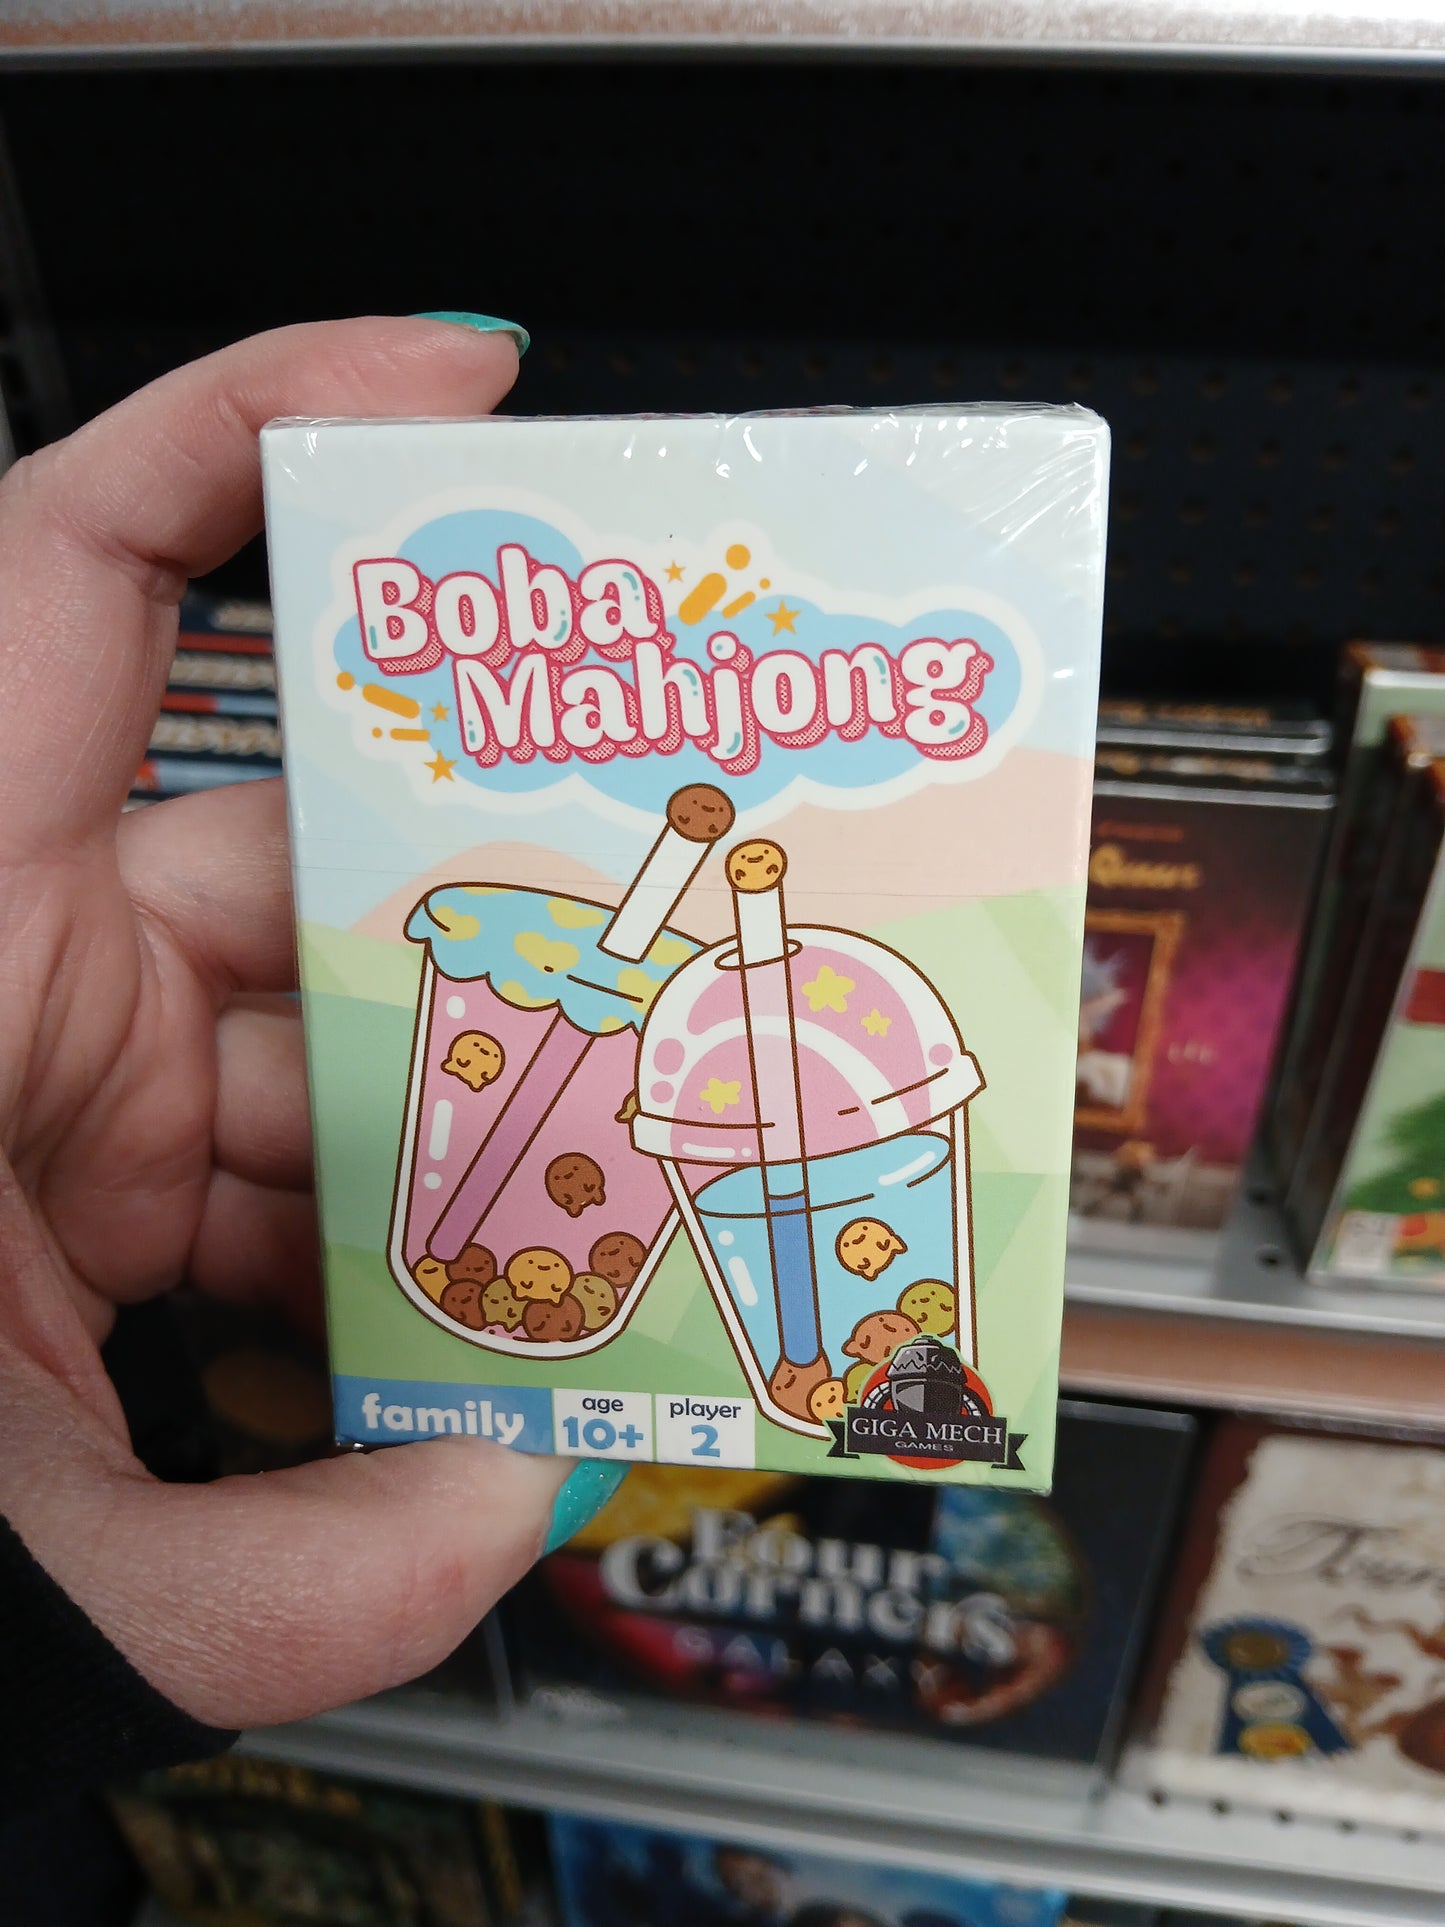 Boba
Mahjong
family
age
10+
player
2
GIGA MECH
GAMES
Four
Corners
GALAXY